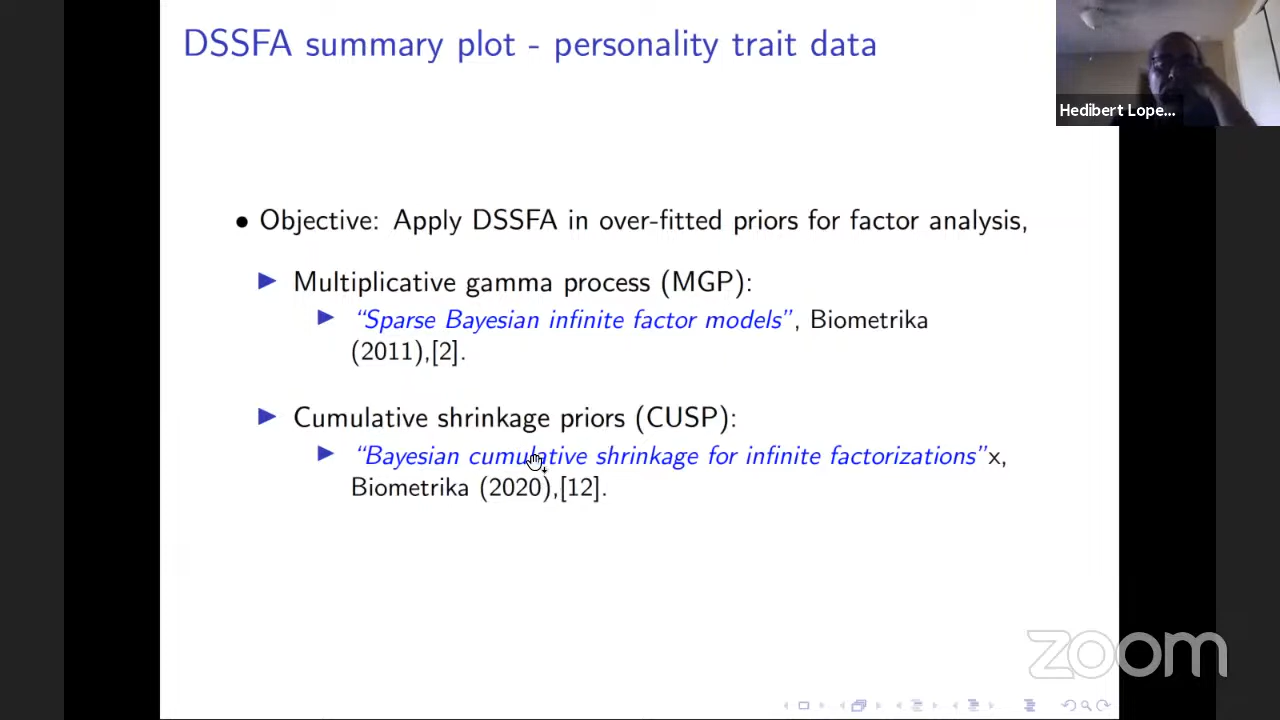 DSSFA summary plot - personality trait data
Hedibert Lope...
• Objective: Apply DSSFA in over-fitted priors for factor analysis,
▶ Multiplicative gamma process (MGP):
▶ “Sparse Bayesian infinite factor models”, Biometrika
(2011),[2].
▶ Cumulative shrinkage priors (CUSP):
▶ “Bayesian cumulative shrinkage for infinite factorizations”x,
Biometrika (2020),[12].
zoom